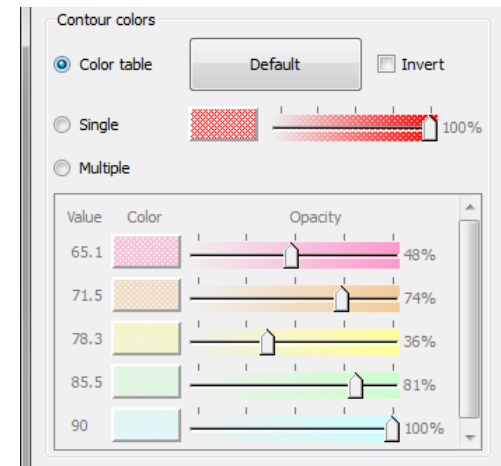 Contour colors
Color table Default Invert
Single 100%
Multiple
Value Color Opacity
65.1 48%
71.5 74%
78.3 36%
85.5 81%
90 100%